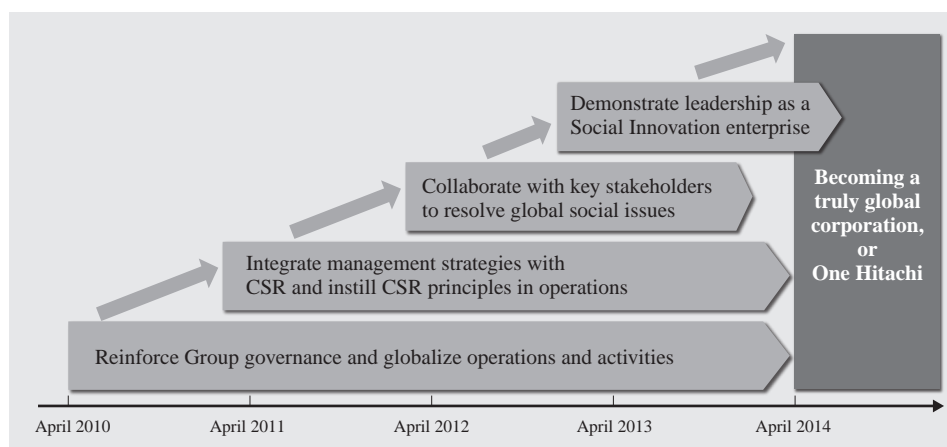 Demonstrate leadership as a
Social Innovation enterprise
Collaborate with key stakeholders
to resolve global social issues
Becoming a
truly global
corporation,
or
One Hitachi
Integrate management strategies with
CSR and instill CSR principles in operations
Reinforce Group governance and globalize operations and activities
April 2010 April 2011 April 2012 April 2013 April 2014